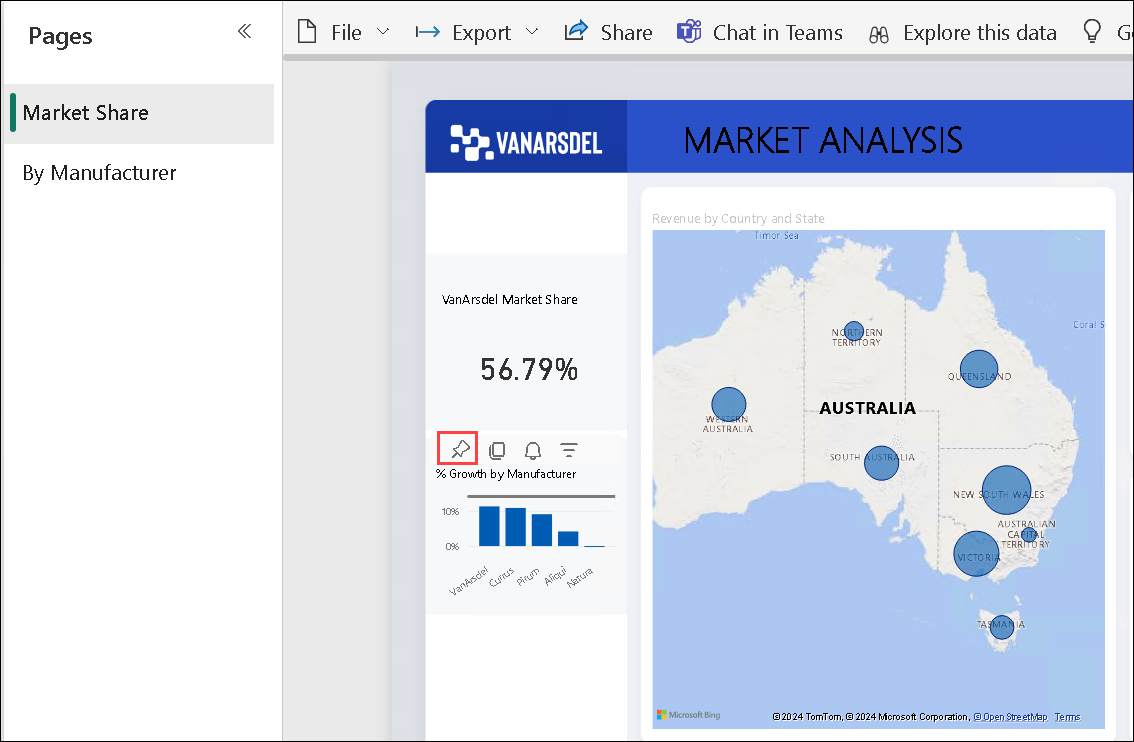 Pages
File
Export
Share
Chat in Teams
Explore this data
Market Share
By Manufacturer
VANARSDEL
MARKET ANALYSIS
VanArsdel Market Share
56.79%
% Growth by Manufacturer
10%
0%
VanArsdel
Currus
Pirum
Aliqui
Natura
Revenue by Country and State
Timor Sea
Coral S
NORTHERN
TERRITORY
QUEENSLAND
WESTERN
AUSTRALIA
AUSTRALIA
SOUTH AUSTRALIA
NEW SOUTH WALES
AUSTRALIAN
CAPITAL
TERRITORY
VICTORIA
TASMANIA
Microsoft Bing
©2024 TomTom, © 2024 Microsoft Corporation, © OpenStreetMap Terms